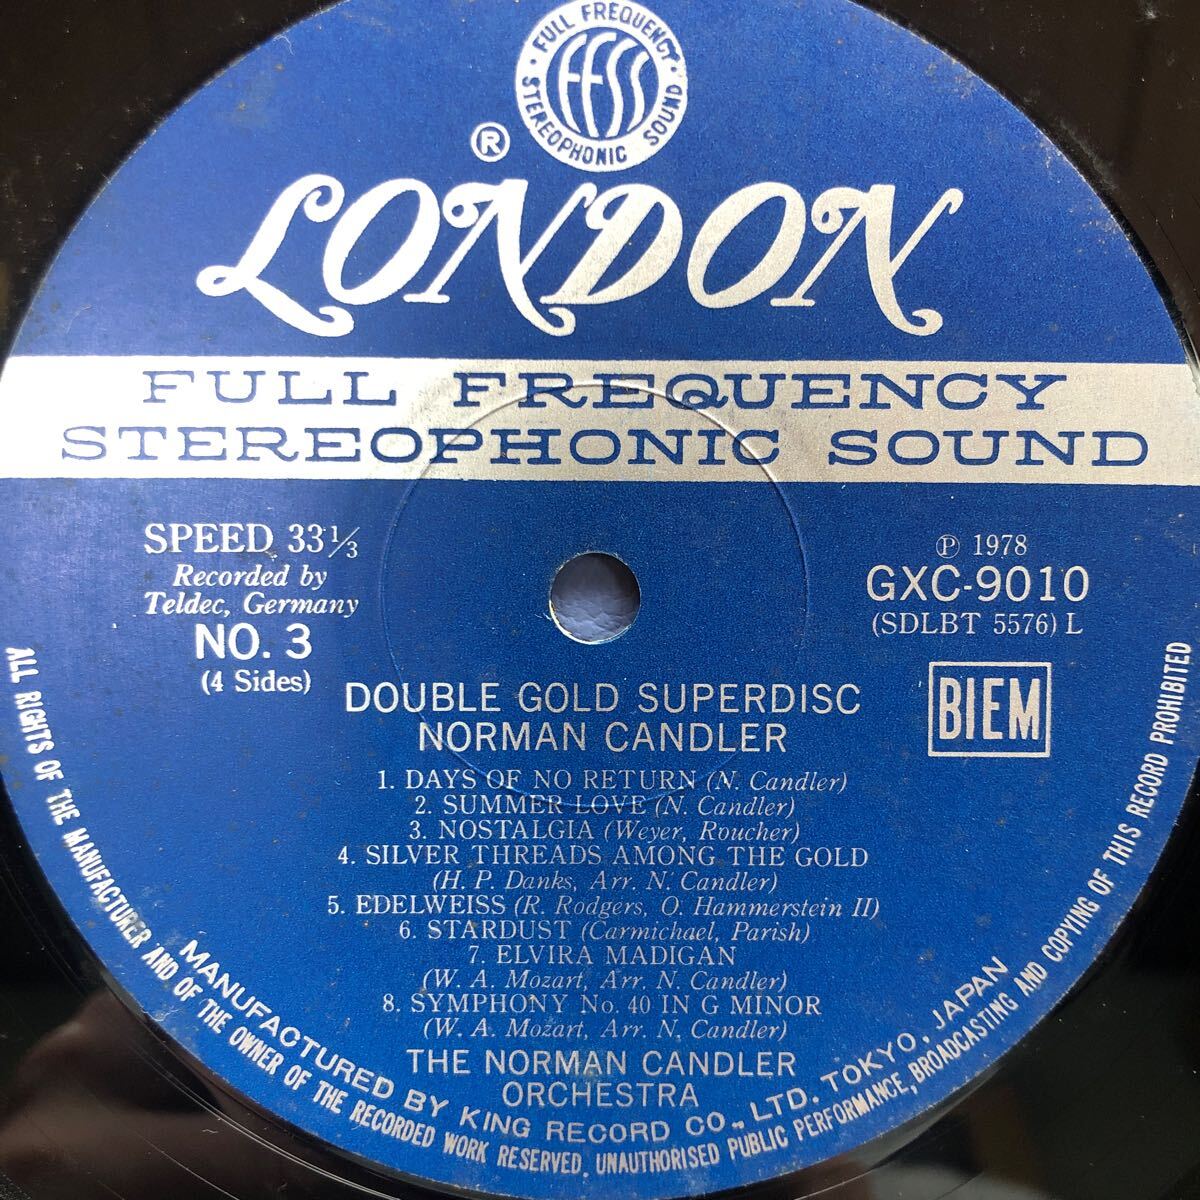 FULL FREQUENCY
STEREOPHONIC SOUND
FFSS
®
LONDON
FULL FREQUENCY
STEREOPHONIC SOUND
SPEED 33 1/3
Recorded by
Teldec, Germany
NO. 3
(4 Sides)
℗ 1978
GXC-9010
(SDLBT 5576) L
BIEM
DOUBLE GOLD SUPERDISC
NORMAN CANDLER
1. DAYS OF NO RETURN (N. Candler)
2. SUMMER LOVE (N. Candler)
3. NOSTALGIA (Weyer, Roucher)
4. SILVER THREADS AMONG THE GOLD
(H. P. Danks, Arr. N. Candler)
5. EDELWEISS (R. Rodgers, O. Hammerstein II)
6. STARDUST (Carmichael, Parish)
7. ELVIRA MADIGAN
(W. A. Mozart, Arr. N. Candler)
8. SYMPHONY No. 40 IN G MINOR
(W. A. Mozart, Arr. N. Candler)
THE NORMAN CANDLER
ORCHESTRA
MANUFACTURED BY KING RECORD CO., LTD. TOKYO, JAPAN
ALL RIGHTS OF THE MANUFACTURER AND OF THE OWNER OF THE RECORDED WORK RESERVED. UNAUTHORISED PUBLIC PERFORMANCE, BROADCASTING AND COPYING OF THIS RECORD PROHIBITED